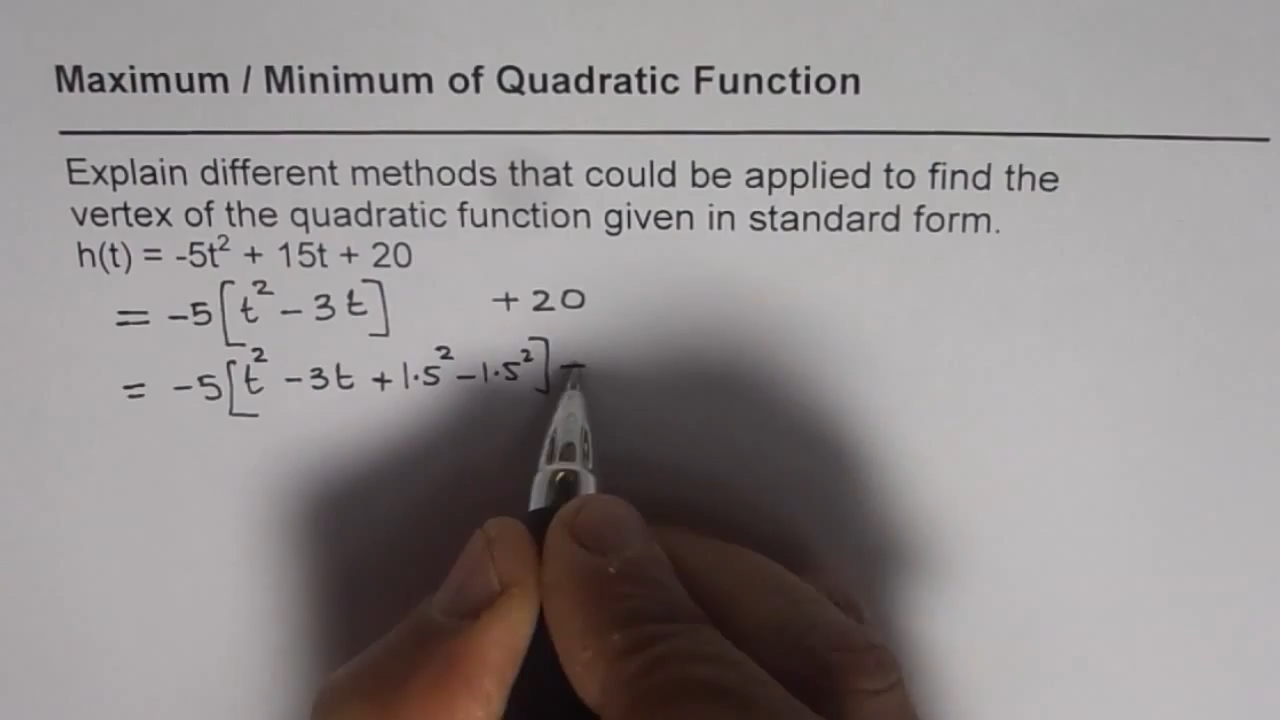 Maximum / Minimum of Quadratic Function
Explain different methods that could be applied to find the
vertex of the quadratic function given in standard form.
h(t) = -5t² + 15t + 20
= -5[t² - 3t] + 20
= -5[t² - 3t + 1·5² - 1·5²] -